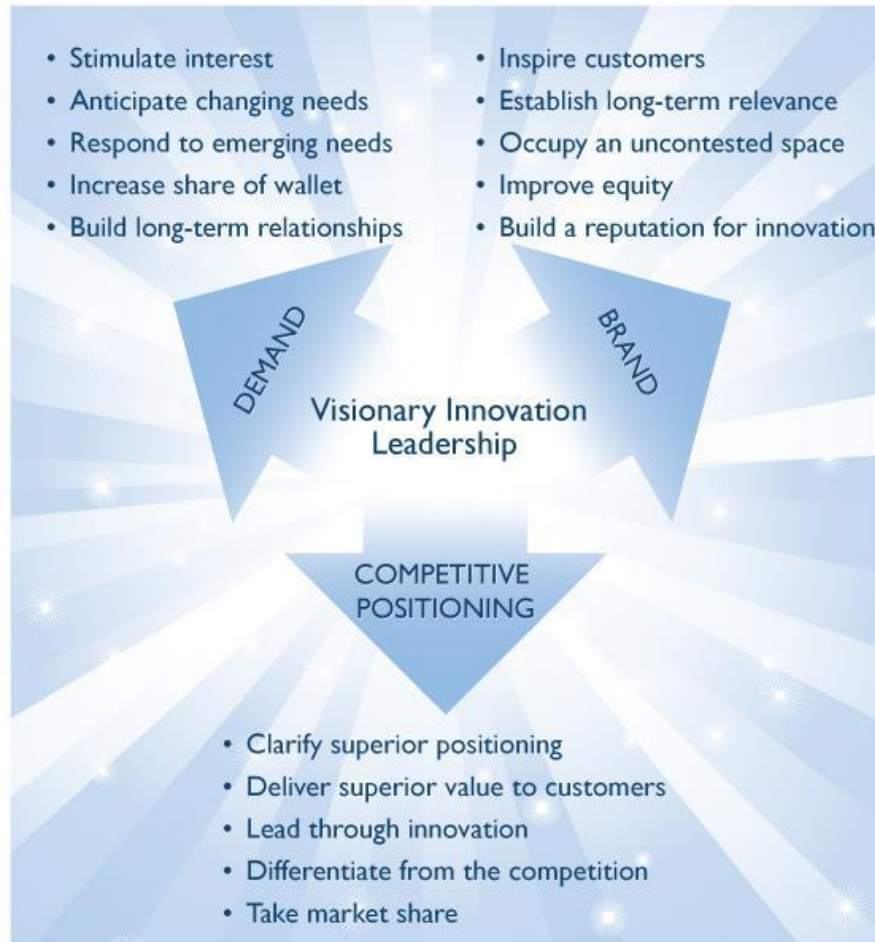 • Stimulate interest
• Anticipate changing needs
• Respond to emerging needs
• Increase share of wallet
• Build long-term relationships
• Inspire customers
• Establish long-term relevance
• Occupy an uncontested space
• Improve equity
• Build a reputation for innovation
DEMAND
BRAND
Visionary Innovation
Leadership
COMPETITIVE
POSITIONING
• Clarify superior positioning
• Deliver superior value to customers
• Lead through innovation
• Differentiate from the competition
• Take market share